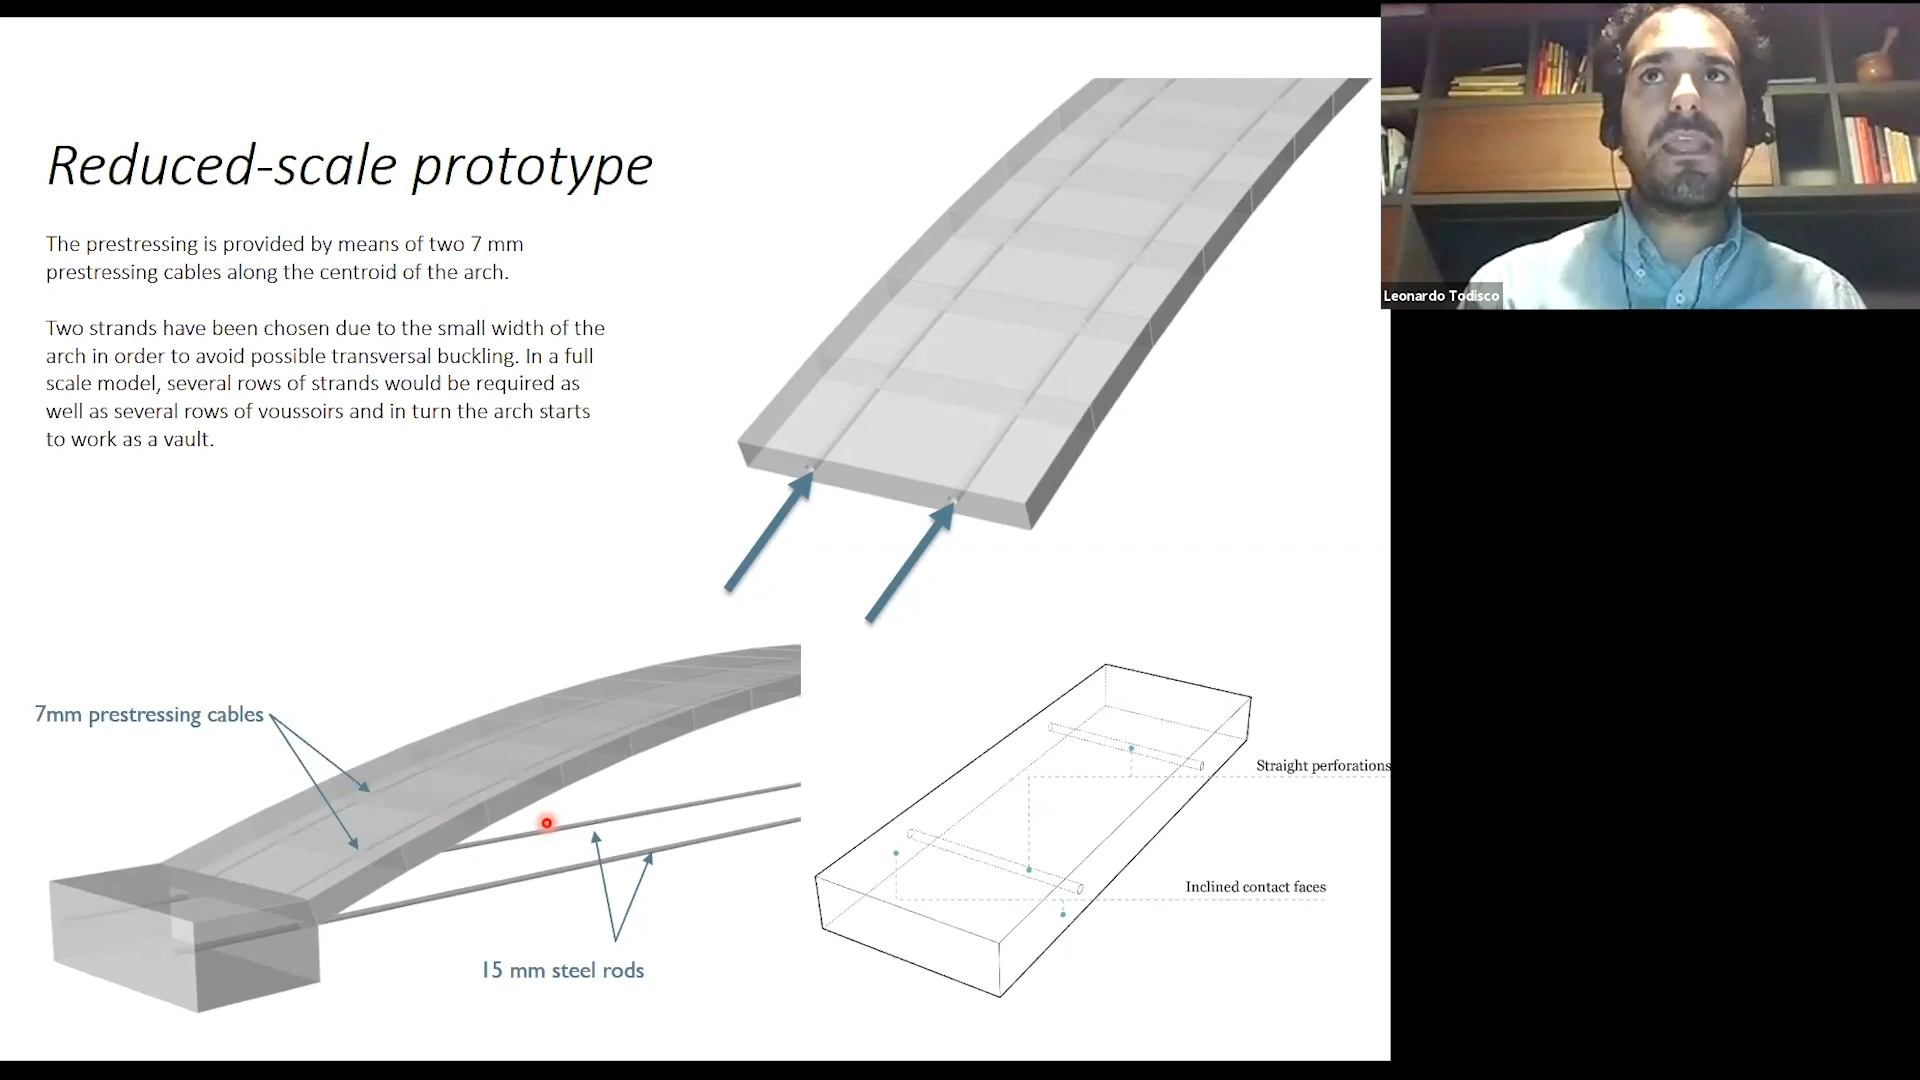 Reduced-scale prototype
The prestressing is provided by means of two 7 mm
prestressing cables along the centroid of the arch.
Two strands have been chosen due to the small width of the
arch in order to avoid possible transversal buckling. In a full
scale model, several rows of strands would be required as
well as several rows of voussoirs and in turn the arch starts
to work as a vault.
Leonardo Todisco
7mm prestressing cables
15 mm steel rods
Straight perforations
Inclined contact faces